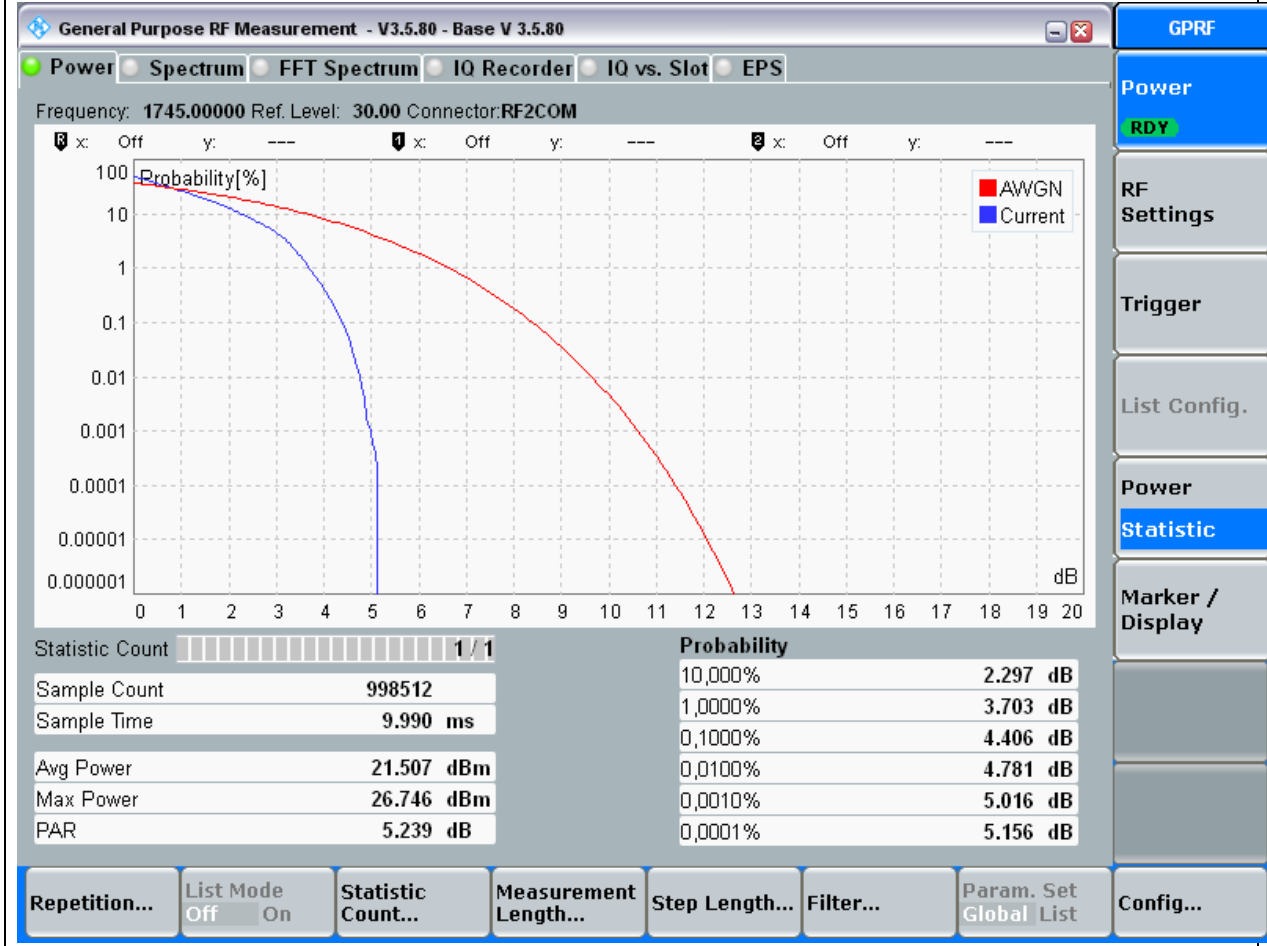 General Purpose RF Measurement - V3.5.80 - Base V 3.5.80
GPRF
Power Spectrum FFT Spectrum IQ Recorder IQ vs. Slot EPS
Frequency: 1745.00000 Ref. Level: 30.00 Connector:RF2COM
R x: Off y: --- 1 x: Off y: --- 2 x: Off y: ---
Probability[%]
AWGN
Current
100
10
1
0.1
0.01
0.001
0.0001
0.00001
0.000001
dB
0 1 2 3 4 5 6 7 8 9 10 11 12 13 14 15 16 17 18 19 20
Statistic Count 1 / 1
Sample Count 998512
Sample Time 9.990 ms
Avg Power 21.507 dBm
Max Power 26.746 dBm
PAR 5.239 dB
Probability
10,000% 2.297 dB
1,0000% 3.703 dB
0,1000% 4.406 dB
0,0100% 4.781 dB
0,0010% 5.016 dB
0,0001% 5.156 dB
Power
RDY
RF
Settings
Trigger
List Config.
Power
Statistic
Marker /
Display
Repetition...
List Mode
Off On
Statistic
Count...
Measurement
Length...
Step Length...
Filter...
Param. Set
Global List
Config...